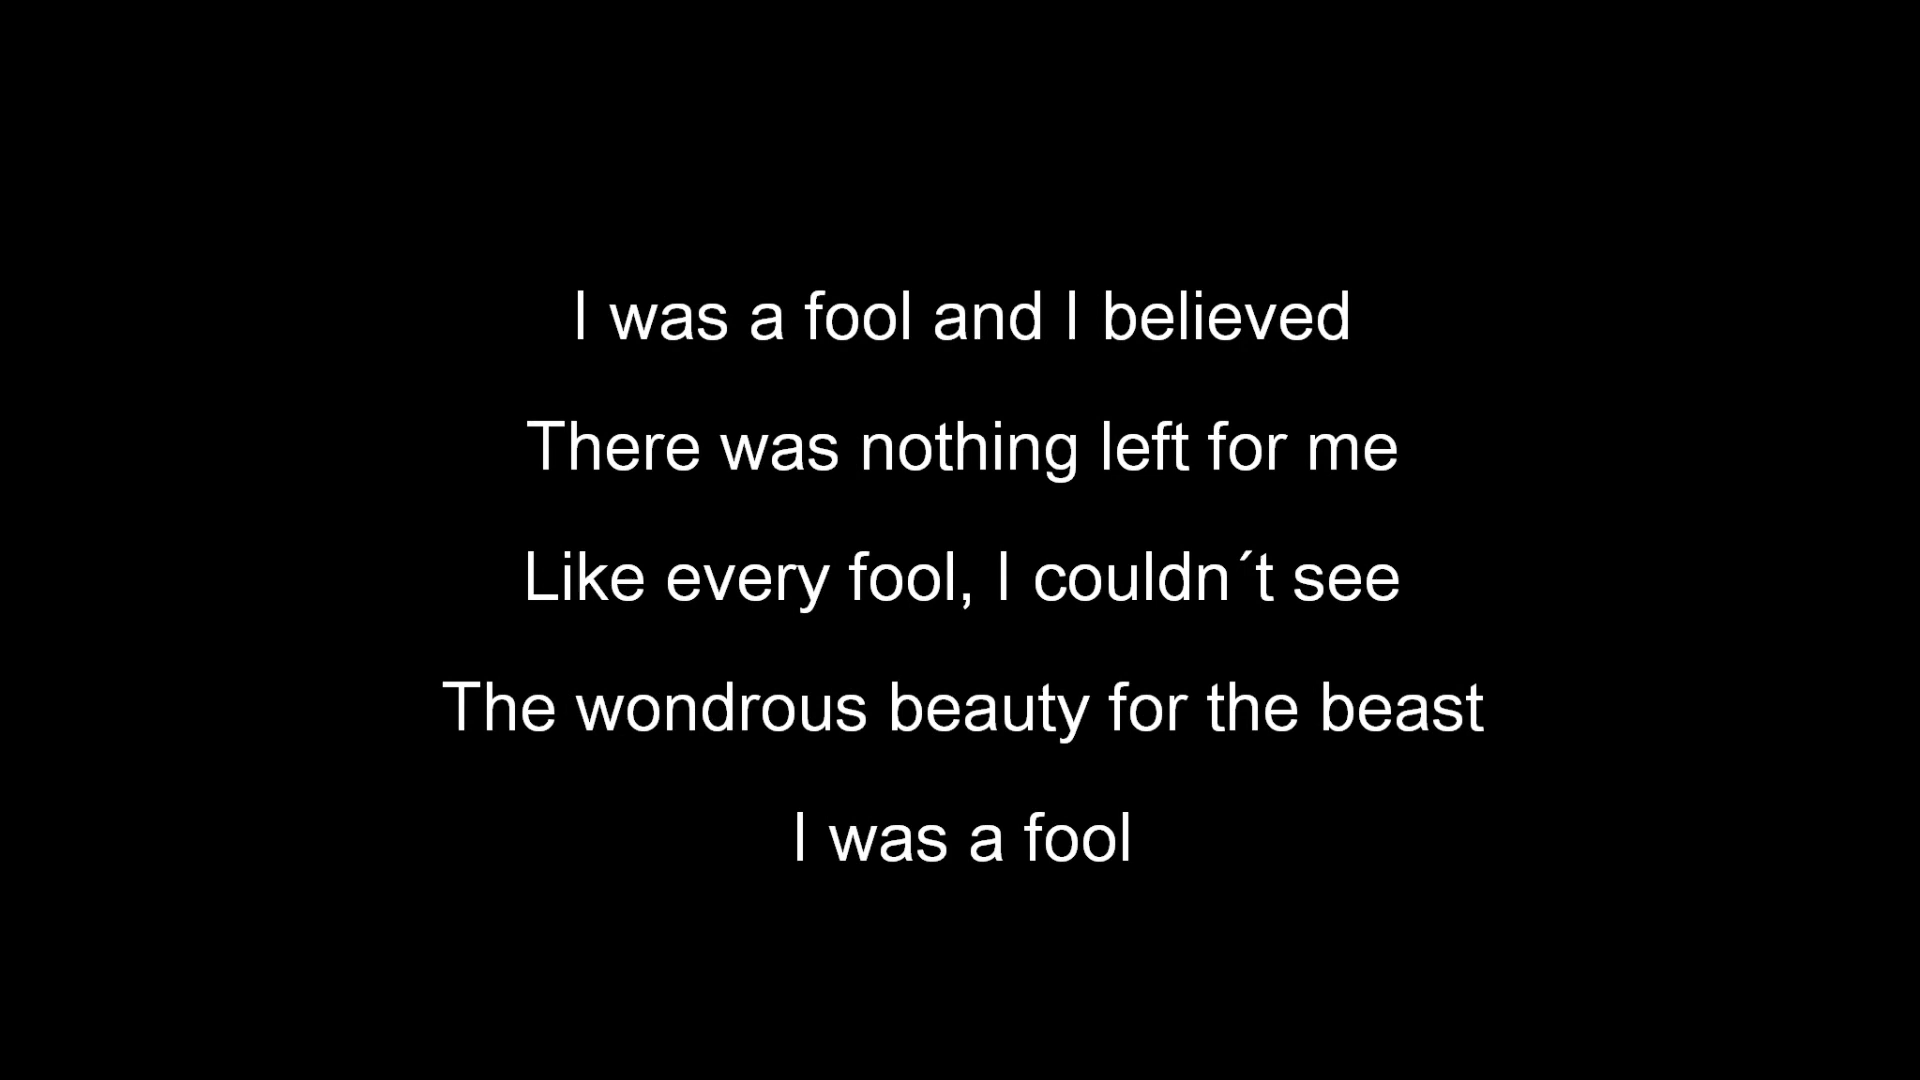 I was a fool and I believed
There was nothing left for me
Like every fool, I couldn´t see
The wondrous beauty for the beast
I was a fool